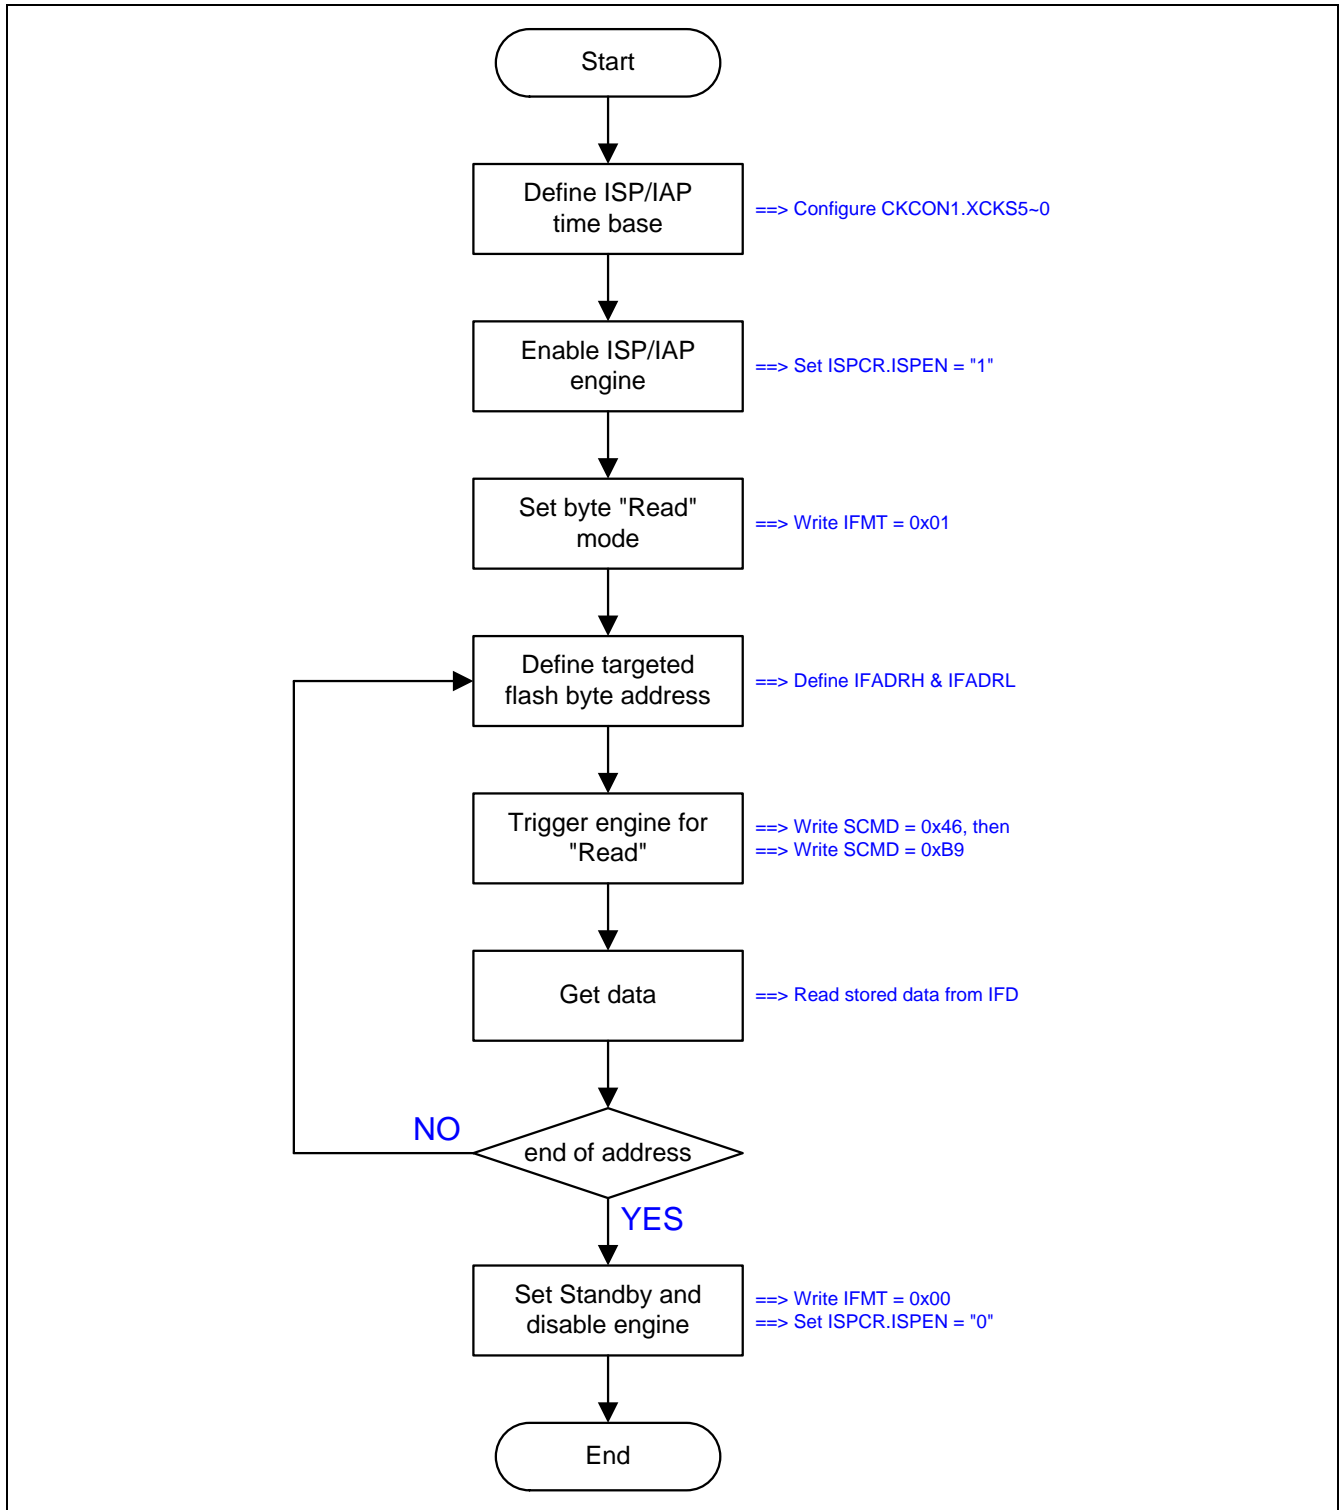 Start
Define ISP/IAP
time base
==> Configure CKCON1.XCKS5~0
Enable ISP/IAP
engine
==> Set ISPCR.ISPEN = "1"
Set byte "Read"
mode
==> Write IFMT = 0x01
Define targeted
flash byte address
==> Define IFADRH & IFADRL
Trigger engine for
"Read"
==> Write SCMD = 0x46, then
==> Write SCMD = 0xB9
Get data
==> Read stored data from IFD
NO
end of address
YES
Set Standby and
disable engine
==> Write IFMT = 0x00
==> Set ISPCR.ISPEN = "0"
End